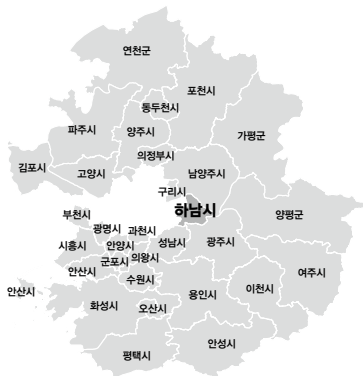 연천군
포천시
동두천시
파주시
양주시
가평군
의정부시
김포시
고양시
남양주시
구리시
하남시
양평군
부천시
광명시
과천시
시흥시
안양시
성남시
광주시
군포시
의왕시
안산시
여주시
수원시
안산시
이천시
용인시
화성시
오산시
안성시
평택시